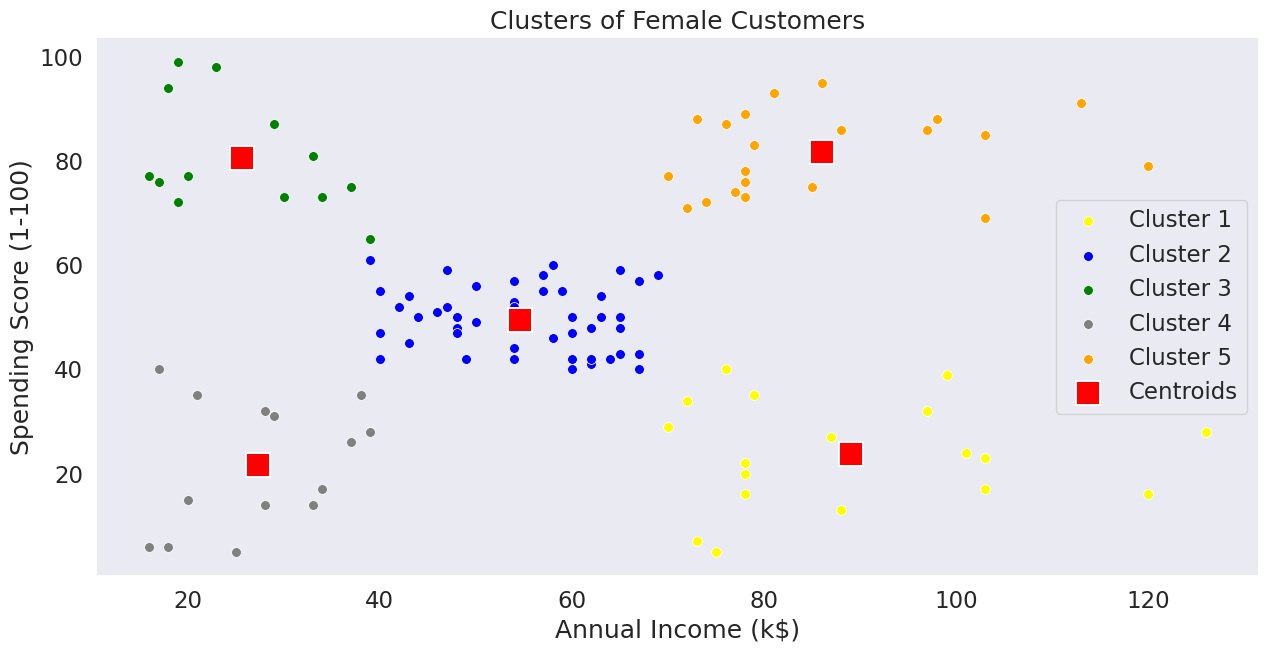 Clusters of Female Customers
Spending Score (1-100)
100
80
60
40
20
Cluster 1
Cluster 2
Cluster 3
Cluster 4
Cluster 5
Centroids
20 40 60 80 100 120
Annual Income (k$)